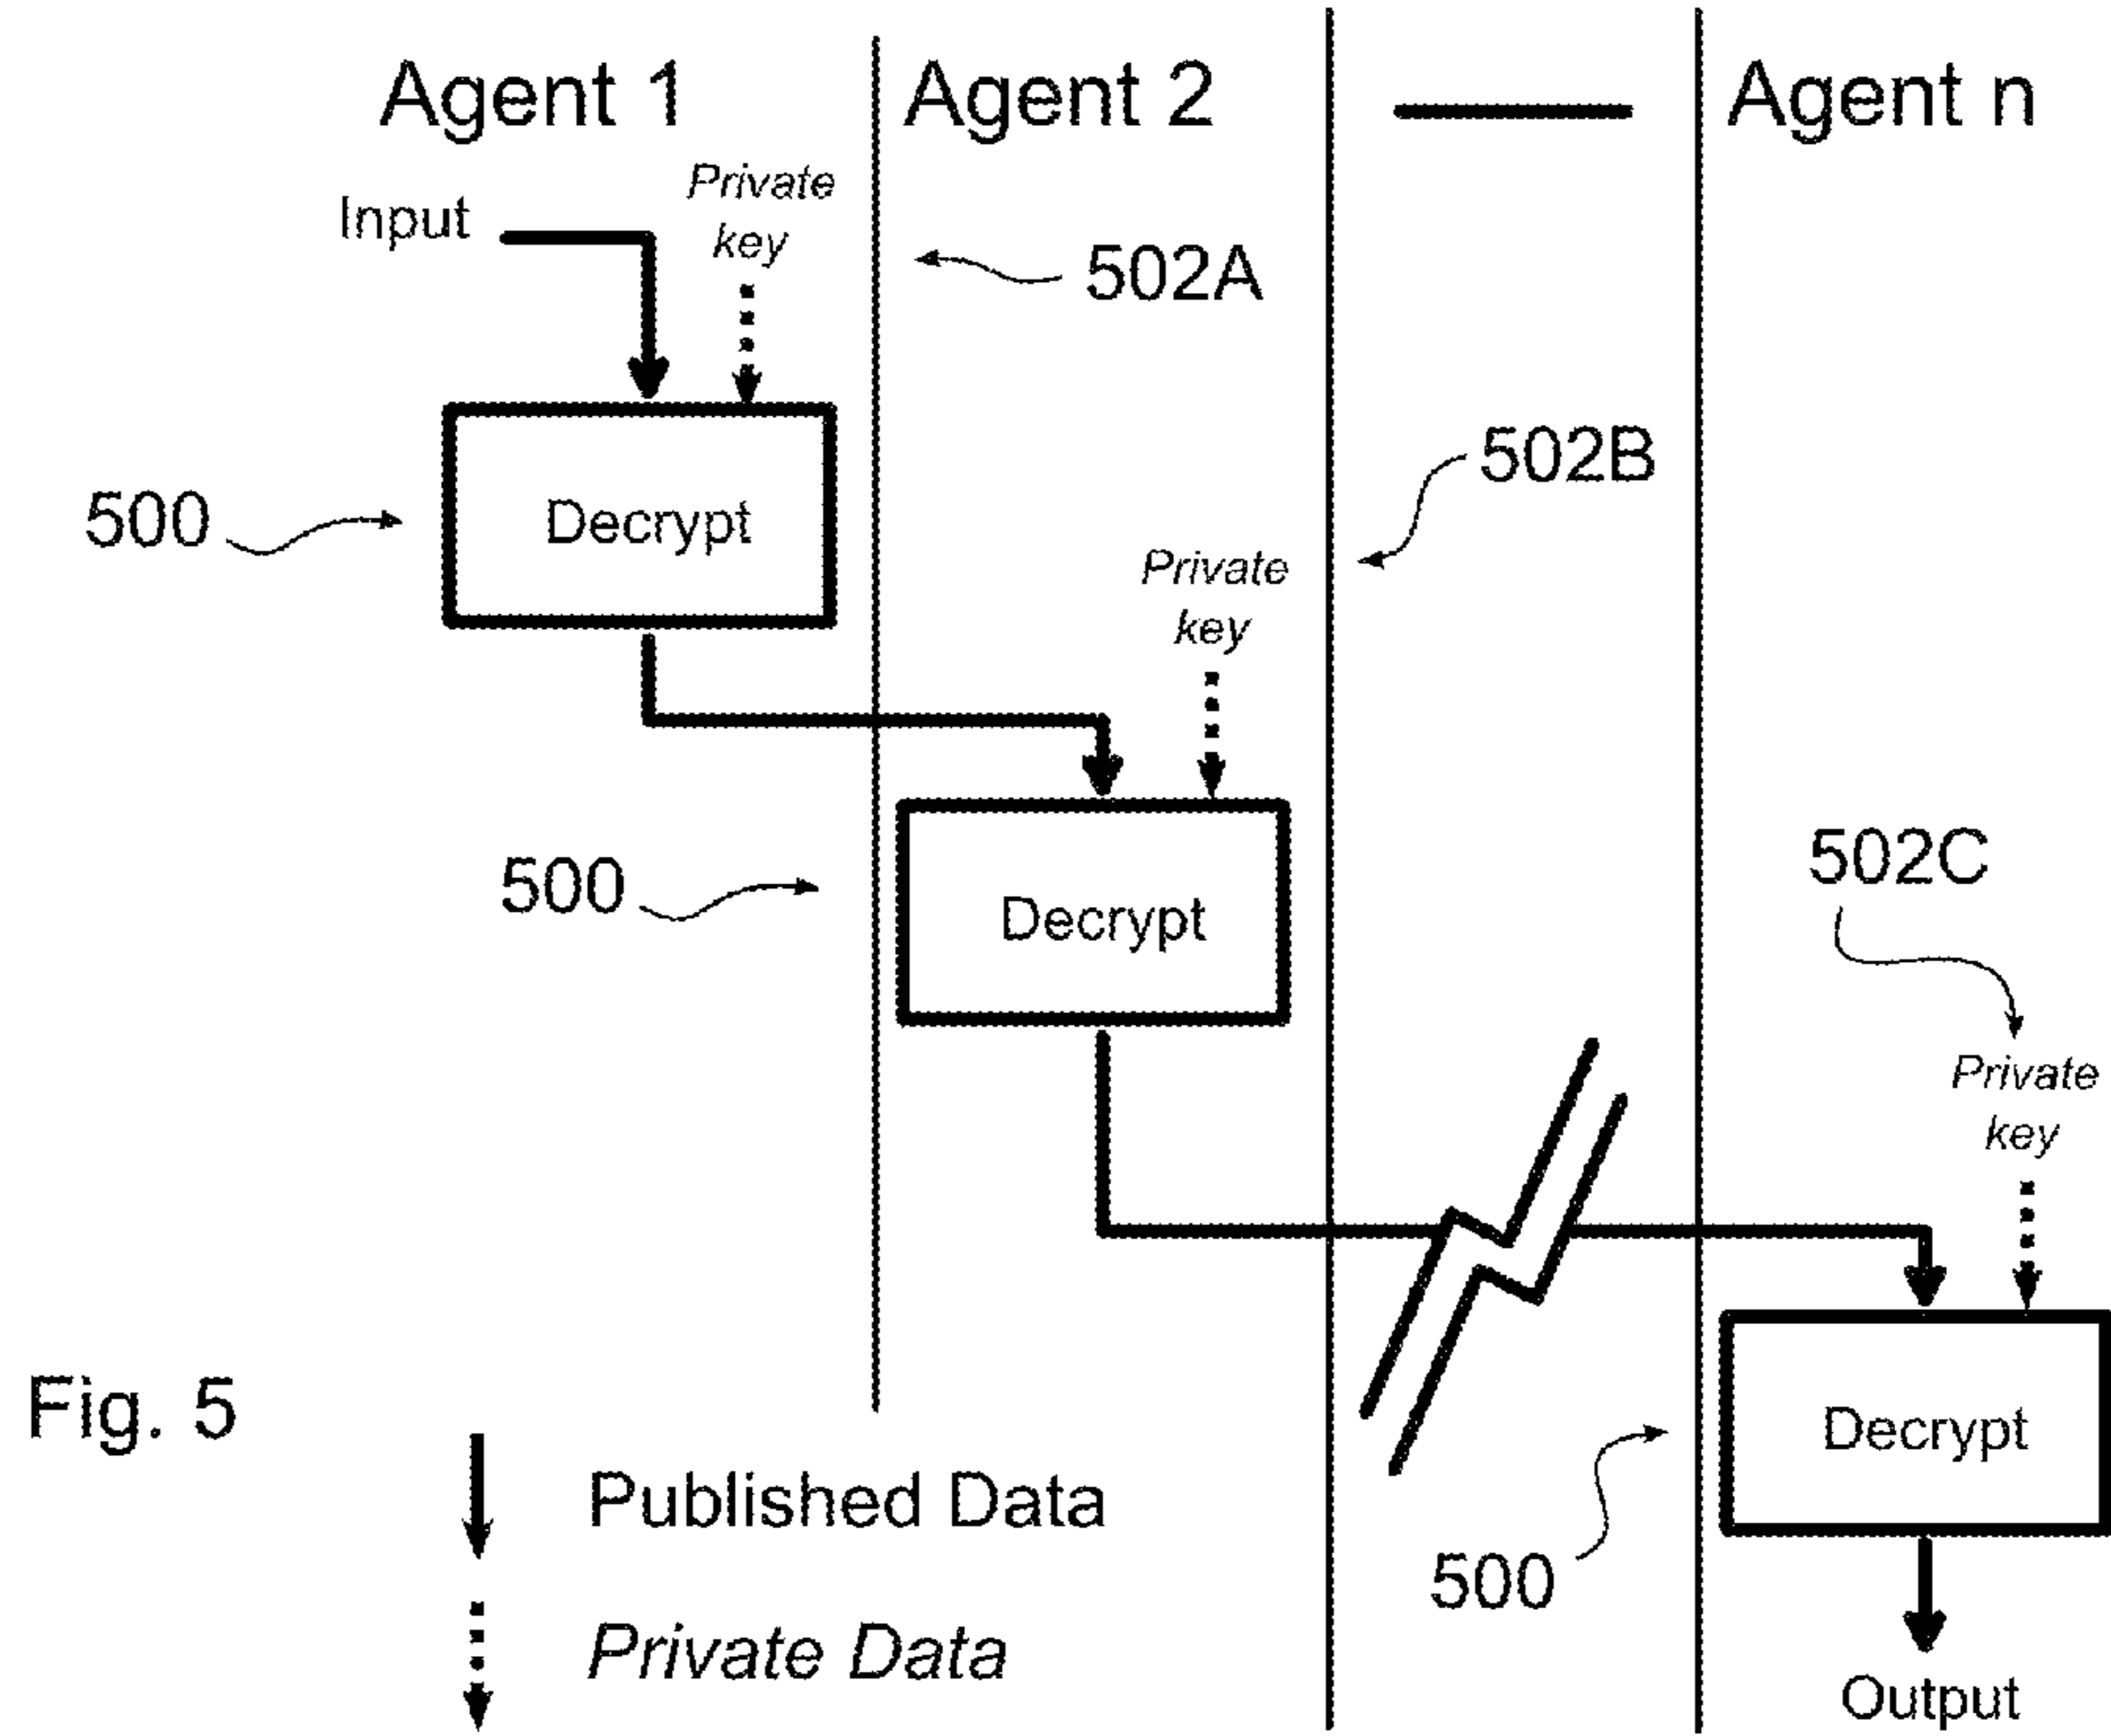 Agent 1
Agent 2
Agent n
Input
Private
key
502A
500
Decrypt
502B
Private
key
500
Decrypt
502C
Private
key
Decrypt
500
Output
Fig. 5
Published Data
Private Data